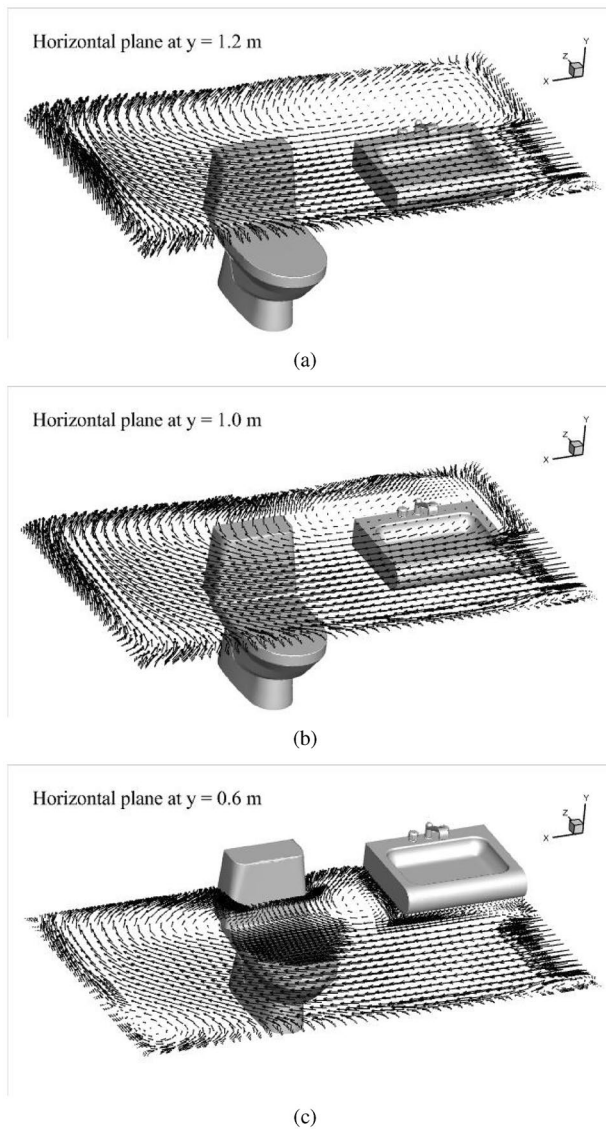 Horizontal plane at y = 1.2 m
Y
Z
X
(a)
Horizontal plane at y = 1.0 m
Y
Z
X
(b)
Horizontal plane at y = 0.6 m
Y
Z
X
(c)